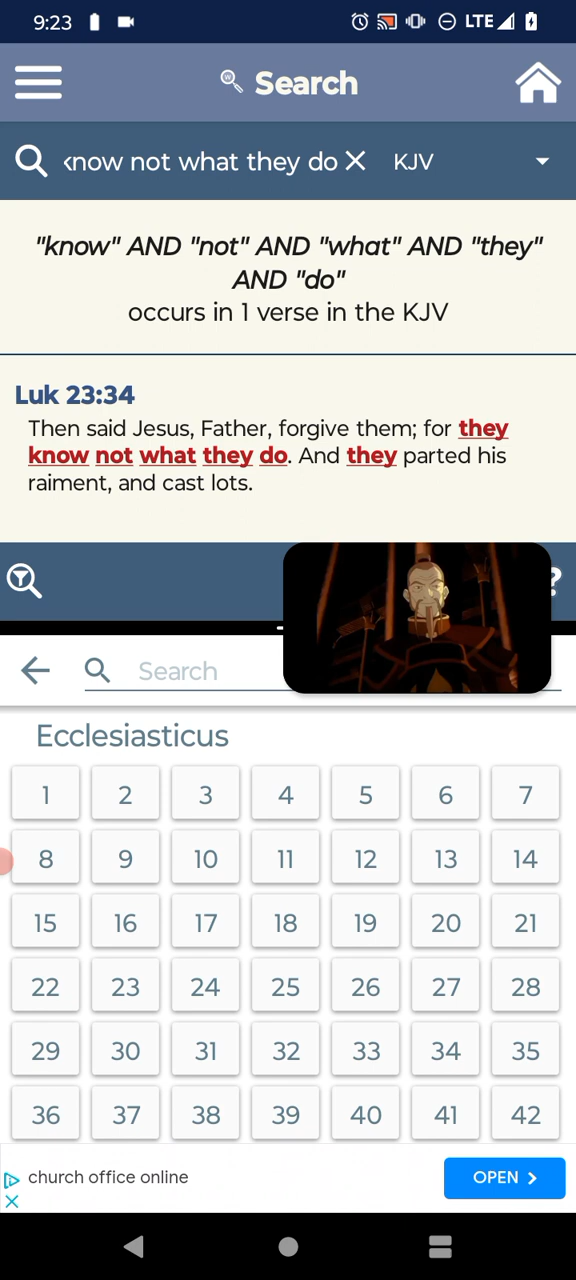 9:23 LTE
Search
know not what they do KJV
"know" AND "not" AND "what" AND "they"
AND "do"
occurs in 1 verse in the KJV
Luk 23:34
Then said Jesus, Father, forgive them; for they
know not what they do. And they parted his
raiment, and cast lots.
?
Search
Ecclesiasticus
1 2 3 4 5 6 7
8 9 10 11 12 13 14
15 16 17 18 19 20 21
22 23 24 25 26 27 28
29 30 31 32 33 34 35
36 37 38 39 40 41 42
church office online OPEN